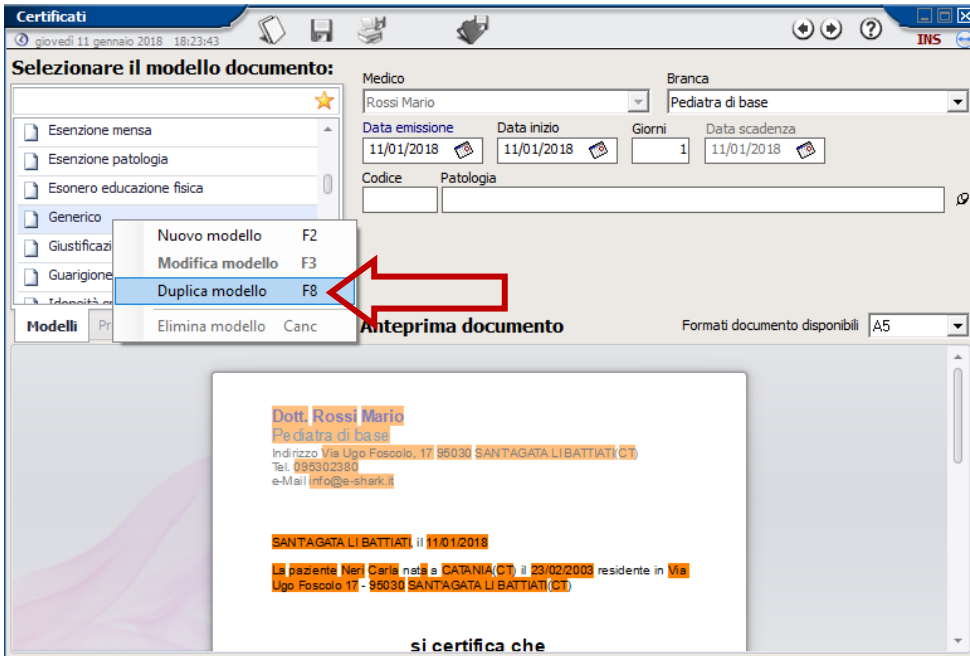 Certificati
giovedì 11 gennaio 2018 18:23:43
INS
Selezionare il modello documento:
Medico
Branca
Rossi Mario
Pediatra di base
Data emissione
Data inizio
Giorni
Data scadenza
11/01/2018
11/01/2018
1
11/01/2018
Codice
Patologia
Esenzione mensa
Esenzione patologia
Esonero educazione fisica
Generico
Giustificazi
Guarigione
Nuovo modello F2
Modifica modello F3
Duplica modello F8
Elimina modello Canc
Modelli
Pr
Anteprima documento
Formati documento disponibili
A5
Dott. Rossi Mario
Pediatra di base
Indirizzo Via Ugo Foscolo, 17 95030 SANT'AGATA LI BATTIATI(CT)
Tel. 095302380
e-Mail info@e-shark.it
SANT'AGATA LI BATTIATI, il 11/01/2018
La paziente Neri Carla nata a CATANIA(CT) il 23/02/2003 residente in Via
Ugo Foscolo 17 - 95030 SANT'AGATA LI BATTIATI(CT)
si certifica che